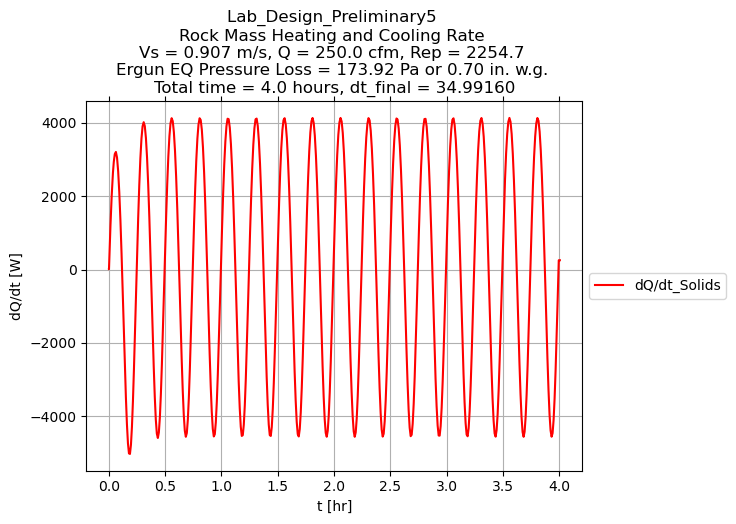 Lab_Design_Preliminary5
Rock Mass Heating and Cooling Rate
Vs = 0.907 m/s, Q = 250.0 cfm, Rep = 2254.7
Ergun EQ Pressure Loss = 173.92 Pa or 0.70 in. w.g.
Total time = 4.0 hours, dt_final = 34.99160
4000
2000
0
−2000
−4000
dQ/dt [W]
0.0 0.5 1.0 1.5 2.0 2.5 3.0 3.5 4.0
t [hr]
dQ/dt_Solids